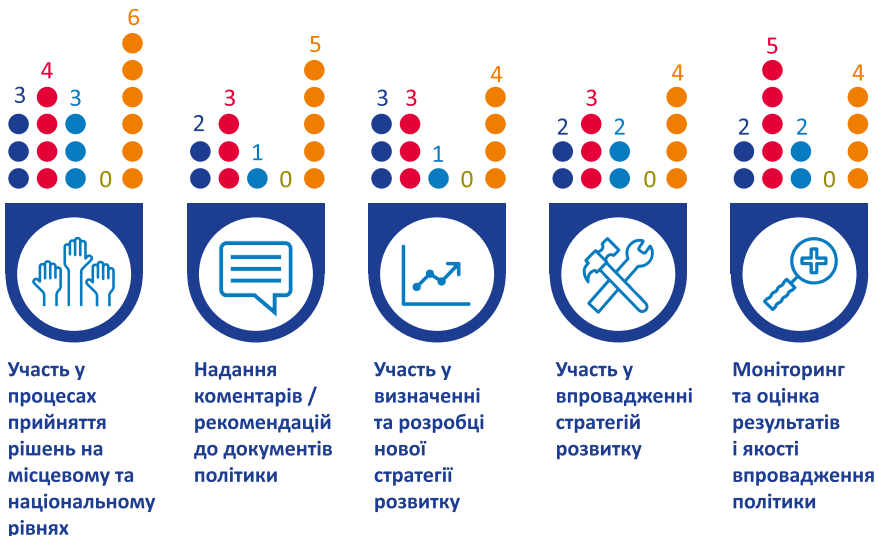 3 4 3 0 6
2 3 1 0 5
3 3 1 0 4
2 3 2 0 4
2 5 2 0 4
Участь у
процесах
прийняття
рішень на
місцевому та
національному
рівнях
Надання
коментарів /
рекомендацій
до документів
політики
Участь у
визначенні
та розробці
нової
стратегії
розвитку
Участь у
впровадженні
стратегій
розвитку
Моніторинг
та оцінка
результатів
і якості
впровадження
політики